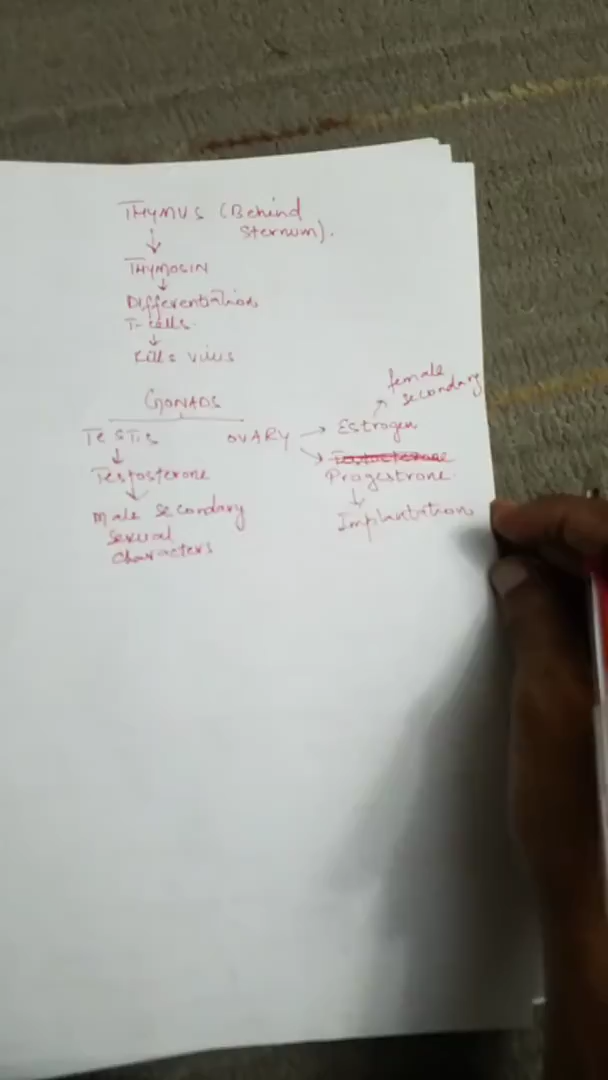 THYMUS (Behind
Sternum).
THYMOSIN
Differentiation
T-cells.
Kills virus
GONADS
TeSTiS
Testosterone
Male secondary
sexual
characters
OVARY
Estrogen
female
secondary
Testosterone
Progestrone.
Implantation